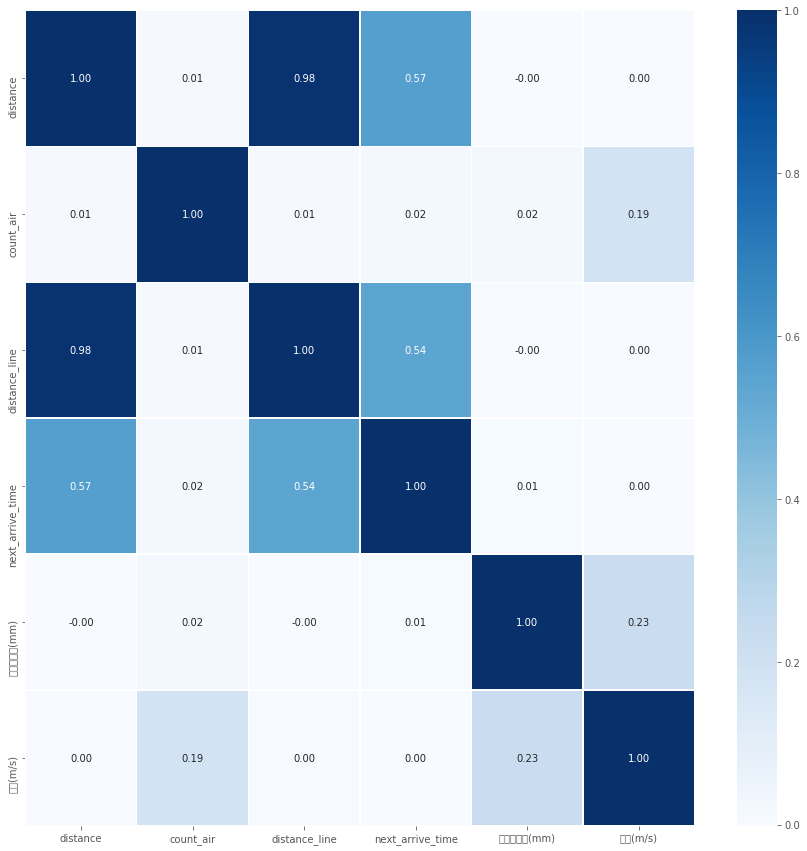 distance
1.00 0.01 0.98 0.57 -0.00 0.00
count_air
0.01 1.00 0.01 0.02 0.02 0.19
distance_line
0.98 0.01 1.00 0.54 -0.00 0.00
next_arrive_time
0.57 0.02 0.54 1.00 0.01 0.00
(mm)
-0.00 0.02 -0.00 0.01 1.00 0.23
(m/s)
0.00 0.19 0.00 0.00 0.23 1.00
distance count_air distance_line next_arrive_time (mm) (m/s)
1.0
0.8
0.6
0.4
0.2
0.0